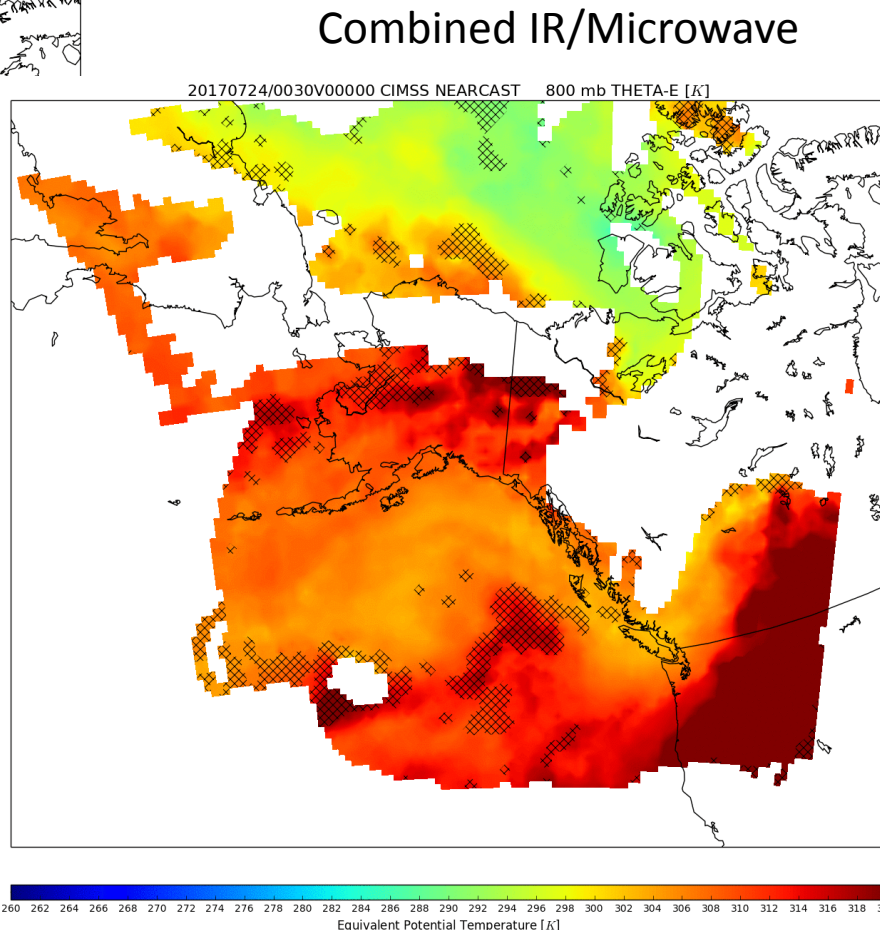 Combined IR/Microwave
20170724/0030V00000 CIMSS NEARCAST 800 mb THETA-E [K]
260 262 264 266 268 270 272 274 276 278 280 282 284 286 288 290 292 294 296 298 300 302 304 306 308 310 312 314 316 318
Equivalent Potential Temperature [K]